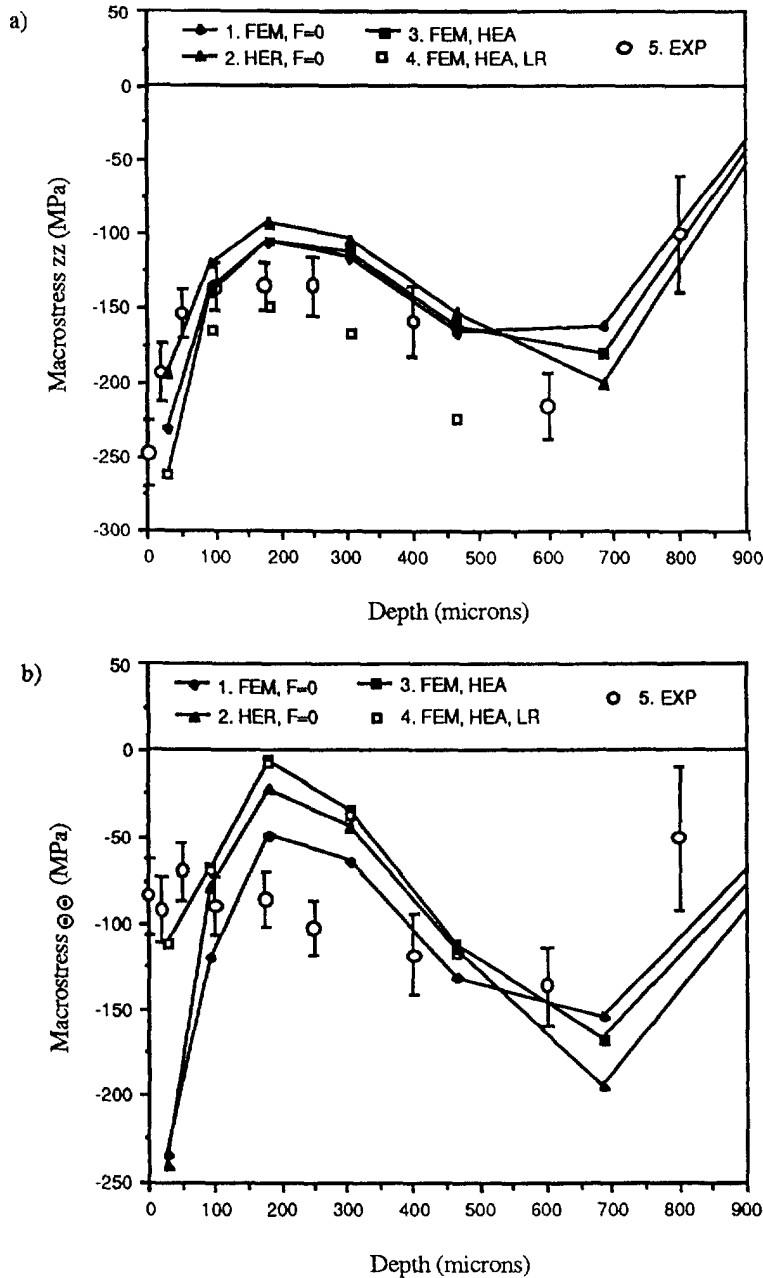 a)
50
1. FEM, F=0
3. FEM, HEA
5. EXP
2. HER, F=0
4. FEM, HEA, LR
0
-50
-100
-150
-200
-250
-300
Macrostress zz (MPa)
0 100 200 300 400 500 600 700 800 900
Depth (microns)
b)
50
1. FEM, F=0
3. FEM, HEA
5. EXP
2. HER, F=0
4. FEM, HEA, LR
0
-50
-100
-150
-200
-250
Macrostress ΘΘ (MPa)
0 100 200 300 400 500 600 700 800 900
Depth (microns)